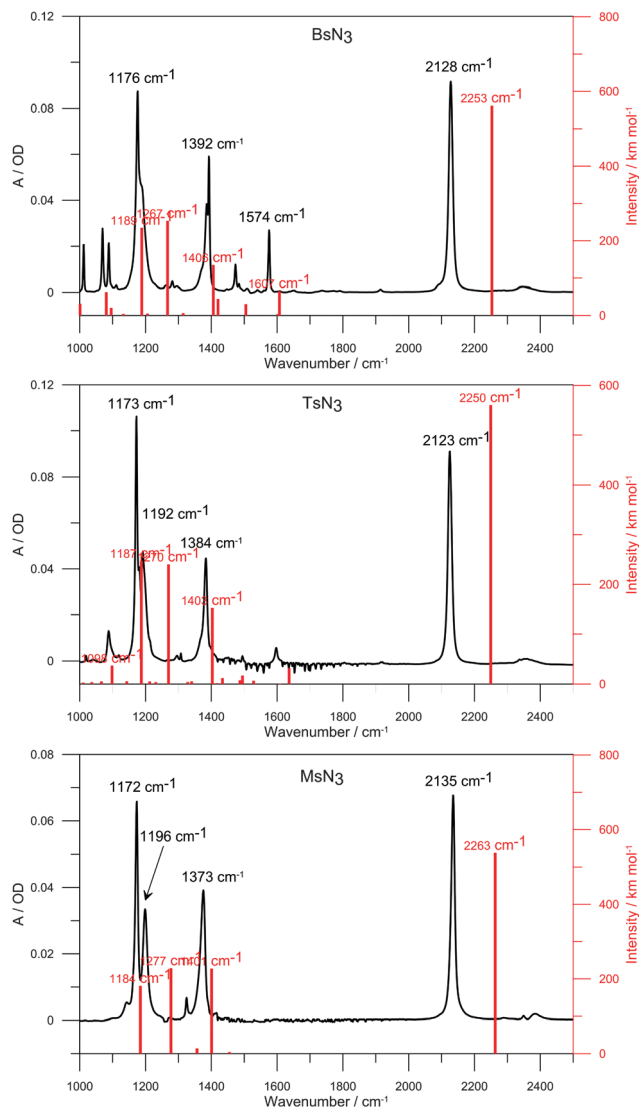 BsN3
0.12
0.08
0.04
0
A / OD
1176 cm-1
1392 cm-1
1574 cm-1
2128 cm-1
2253 cm-1
1189 cm-1
1267 cm-1
1406 cm-1
1607 cm-1
800
600
400
200
0
Intensity / km mol-1
1000 1200 1400 1600 1800 2000 2200 2400
Wavenumber / cm-1
TsN3
0.12
0.08
0.04
0
A / OD
1173 cm-1
1192 cm-1
1384 cm-1
2123 cm-1
2250 cm-1
1187 cm-1
1270 cm-1
1403 cm-1
1098 cm-1
600
400
200
0
Intensity / km mol-1
1000 1200 1400 1600 1800 2000 2200 2400
Wavenumber / cm-1
MsN3
0.08
0.06
0.04
0.02
0
A / OD
1172 cm-1
1196 cm-1
1373 cm-1
2135 cm-1
2263 cm-1
1184 cm-1
1277 cm-1
1401 cm-1
800
600
400
200
0
Intensity / km mol-1
1000 1200 1400 1600 1800 2000 2200 2400
Wavenumber / cm-1